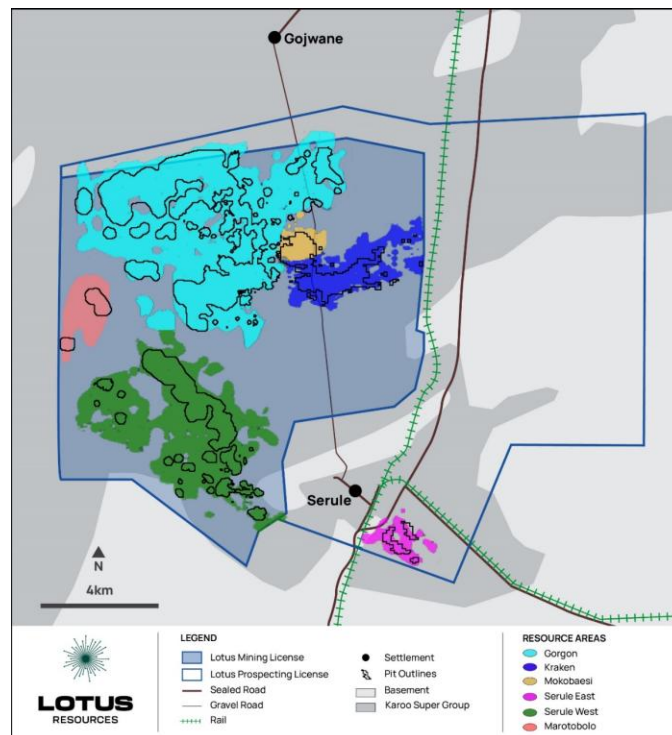 Gojwane
Serule
N
4km
LOTUS
RESOURCES
LEGEND
Lotus Mining License
Lotus Prospecting License
Sealed Road
Gravel Road
Rail
Settlement
Pit Outlines
Basement
Karoo Super Group
RESOURCE AREAS
Gorgon
Kraken
Mokobaesi
Serule East
Serule West
Marotobolo